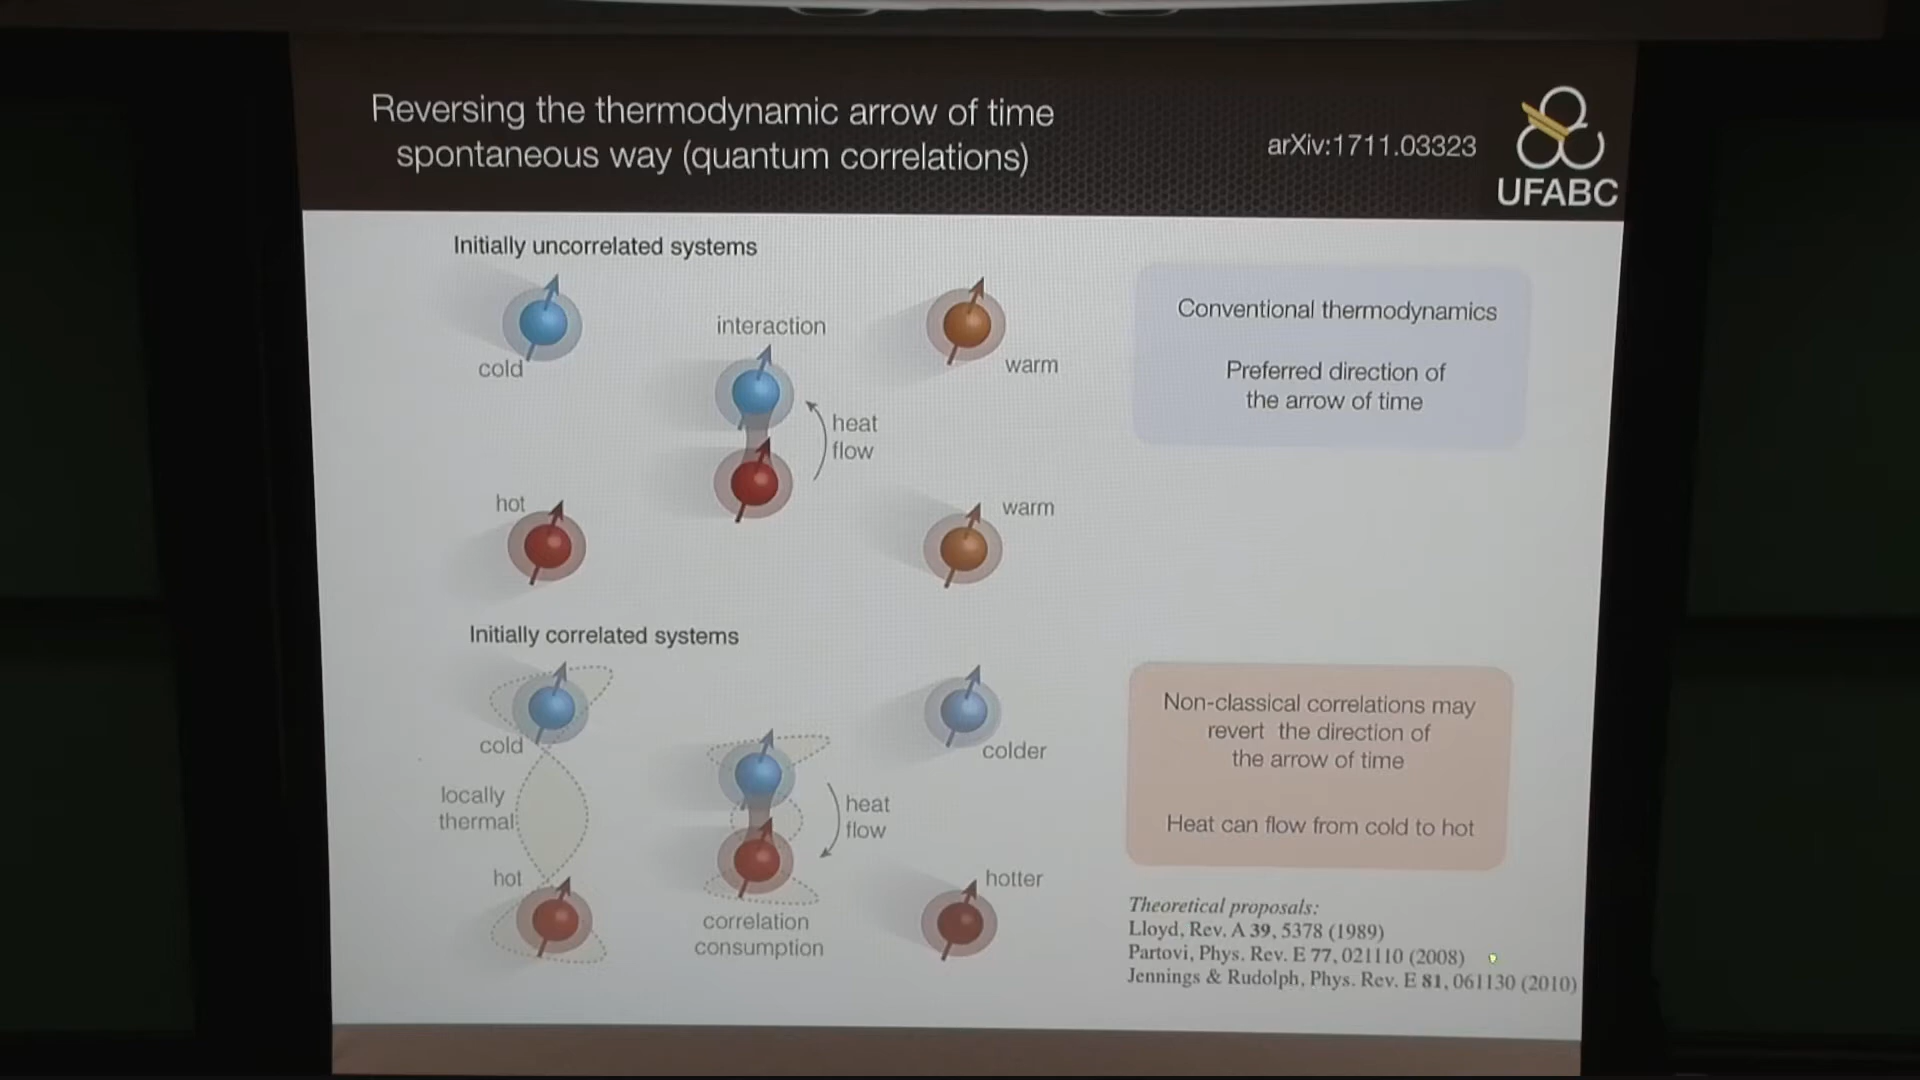 Reversing the thermodynamic arrow of time
spontaneous way (quantum correlations)
arXiv:1711.03323
UFABC
Initially uncorrelated systems
cold
interaction
heat
flow
hot
warm
warm
Conventional thermodynamics
Preferred direction of
the arrow of time
Initially correlated systems
cold
locally
thermal
hot
heat
flow
correlation
consumption
colder
hotter
Non-classical correlations may
revert the direction of
the arrow of time
Heat can flow from cold to hot
Theoretical proposals:
Lloyd, Rev. A 39, 5378 (1989)
Partovi, Phys. Rev. E 77, 021110 (2008)
Jennings & Rudolph, Phys. Rev. E 81, 061130 (2010)